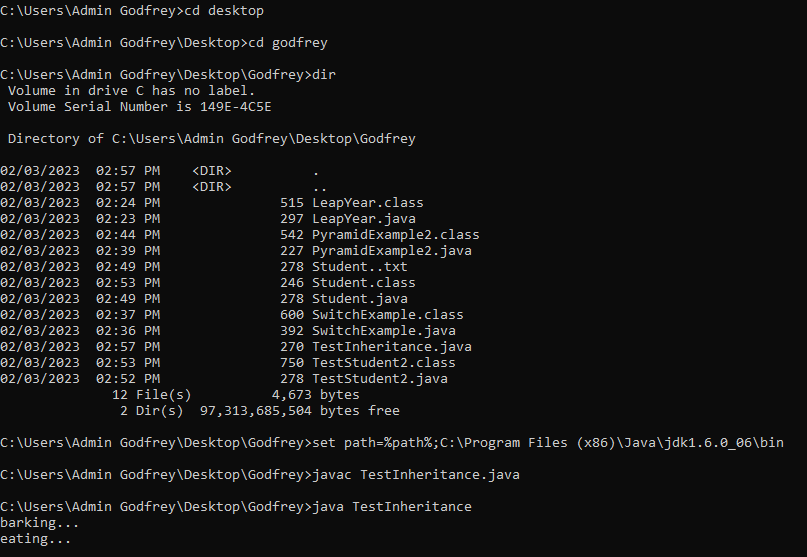 C:\Users\Admin Godfrey>cd desktop
C:\Users\Admin Godfrey\Desktop>cd godfrey
C:\Users\Admin Godfrey\Desktop\Godfrey>dir
Volume in drive C has no label.
Volume Serial Number is 149E-4C5E
Directory of C:\Users\Admin Godfrey\Desktop\Godfrey
02/03/2023  02:57 PM    <DIR>          .
02/03/2023  02:57 PM    <DIR>          ..
02/03/2023  02:24 PM               515 LeapYear.class
02/03/2023  02:23 PM               297 LeapYear.java
02/03/2023  02:44 PM               542 PyramidExample2.class
02/03/2023  02:39 PM               227 PyramidExample2.java
02/03/2023  02:49 PM               278 Student..txt
02/03/2023  02:53 PM               246 Student.class
02/03/2023  02:49 PM               278 Student.java
02/03/2023  02:37 PM               600 SwitchExample.class
02/03/2023  02:36 PM               392 SwitchExample.java
02/03/2023  02:57 PM               270 TestInheritance.java
02/03/2023  02:53 PM               750 TestStudent2.class
02/03/2023  02:52 PM               278 TestStudent2.java
12 File(s)          4,673 bytes
2 Dir(s)  97,313,685,504 bytes free
C:\Users\Admin Godfrey\Desktop\Godfrey>set path=%path%;C:\Program Files (x86)\Java\jdk1.6.0_06\bin
C:\Users\Admin Godfrey\Desktop\Godfrey>javac TestInheritance.java
C:\Users\Admin Godfrey\Desktop\Godfrey>java TestInheritance
barking...
eating...